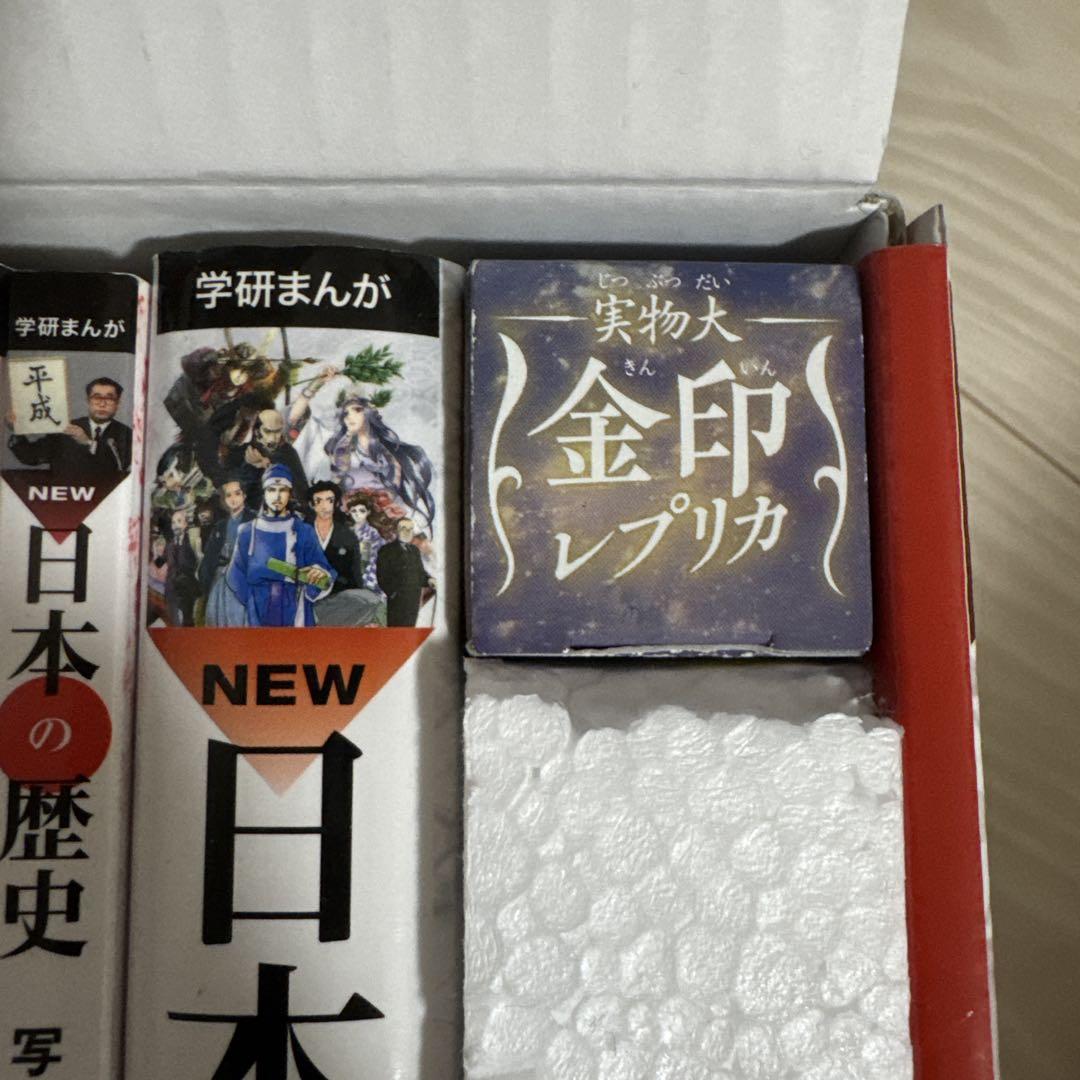 学研まんが
平成
NEW
日本の歴史
写
学研まんが
NEW
日本
じつ ぶつ だい
実物大
きん いん
金印
レプリカ